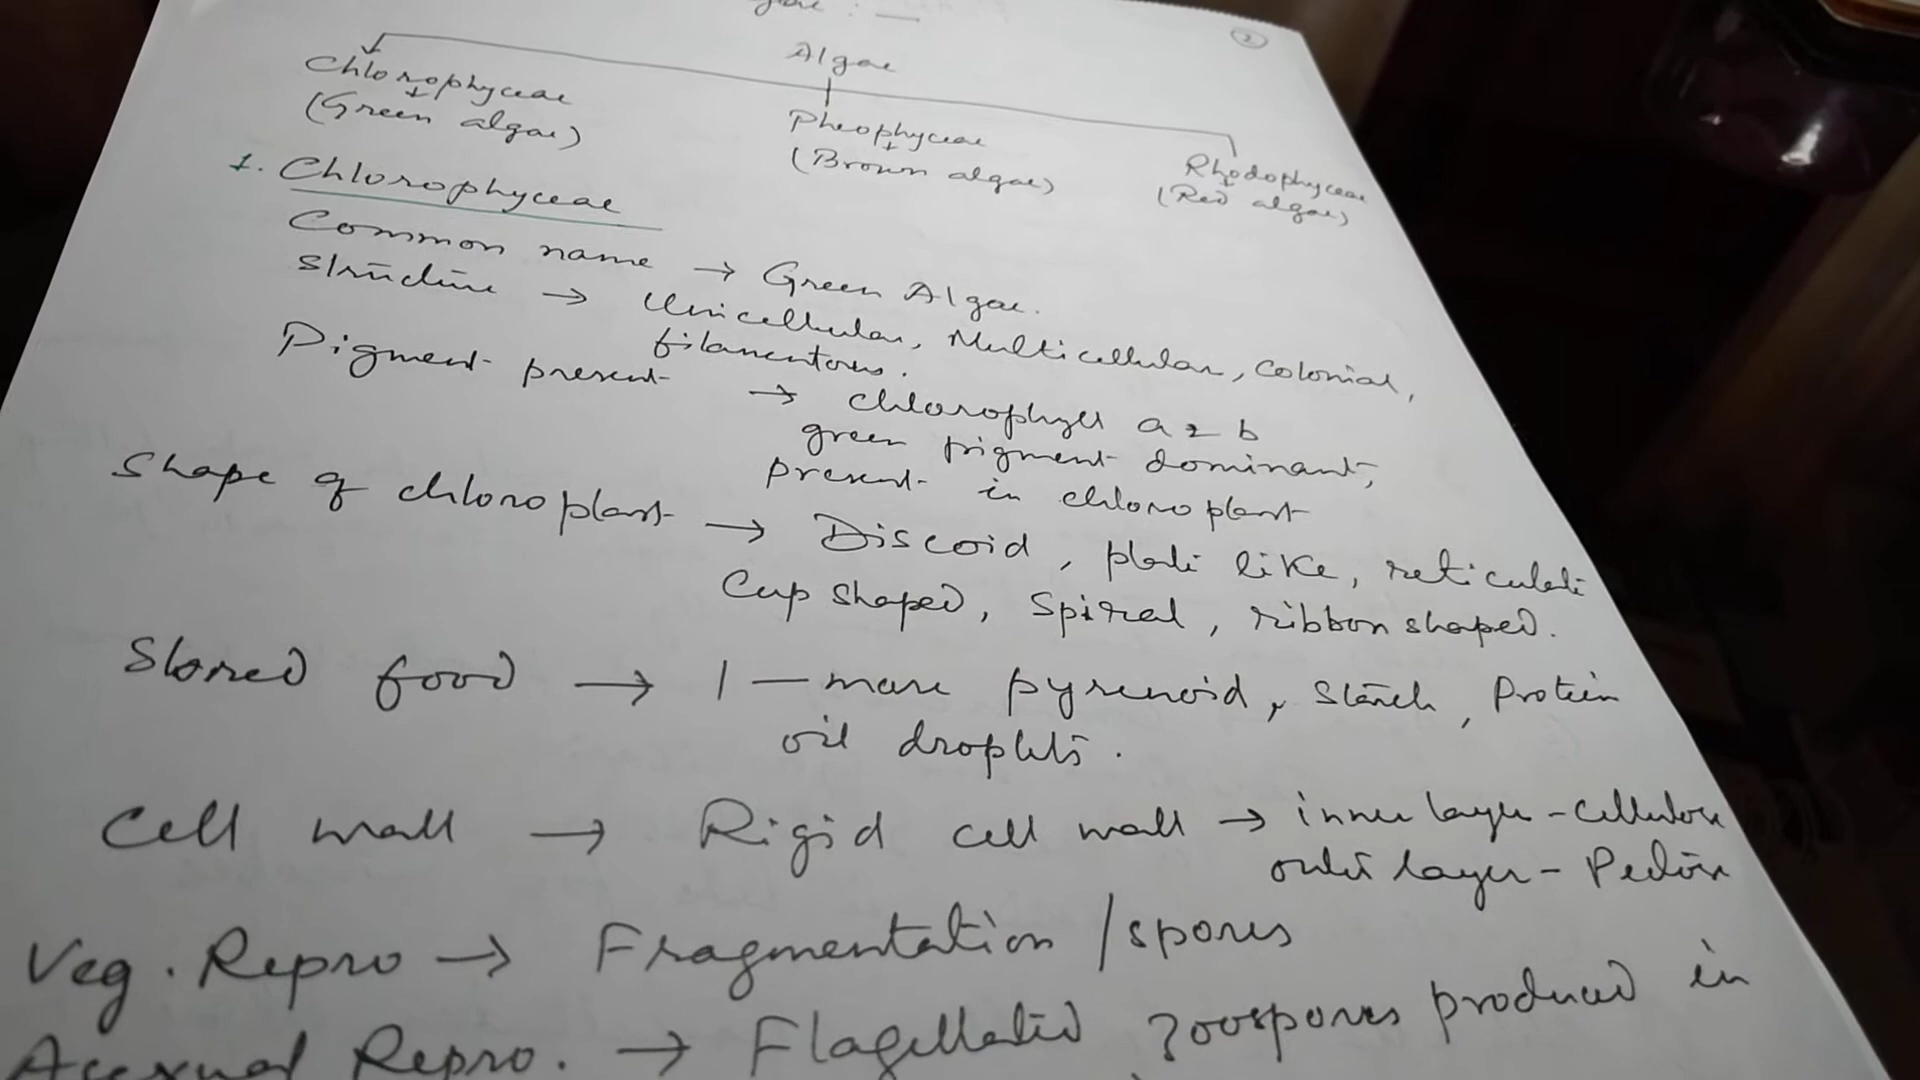 Algae
Chlorophyceae
(Green algae)
Pheophyceae
(Brown algae)
Rhodophyceae
(Red algae)
1. Chlorophyceae
Common name → Green Algae.
Structure → Unicellular, Multicellular, Colonial,
filamentous.
Pigment present → chlorophyll a & b
green pigment dominant,
present in chloroplast
Shape of chloroplast → Discoid, plate like, reticulate
Cup shaped, Spiral, ribbon shaped.
Stored food → 1 — more pyrenoid, Starch, Protein
oil droplets.
Cell wall → Rigid cell wall → inner layer - Cellulose
outer layer - Pectose
Veg. Repro → Fragmentation / spores
Asexual Repro. → Flagellated zoospores produced in